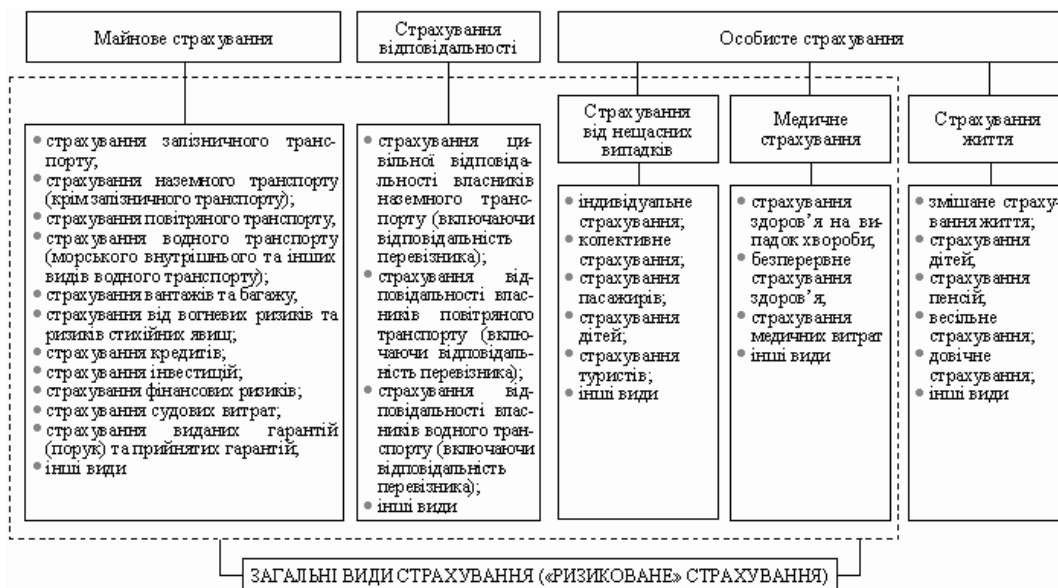 Майнове страхування
Страхування
відповідальності
Особисте страхування
• страхування запізничного транс-
порту;
• страхування наземного транспорту
(крім запізничного транспорту);
• страхування повітряного транспорту,
• страхування водного транспорту
(морського внутрішнього та інших
видів водного транспорту);
• страхування вантажів та багажу,
• страхування від вогневих ризиків та
ризиків стихійних явищ;
• страхування кредитів;
• страхування інвестицій;
• страхування фінансових ризиків;
• страхування судових витрат;
• страхування виданих гарантій
(порук) та прийнятих гарантій;
• інші види
• страхування ци-
вільної відповіда-
льності власників
наземного транс-
порту (включаючи
відповідальність
перевізника);
• страхування від-
повідальності влас-
ників повітряного
транспорту (вклю-
чаючи відповідаль-
ність перевізника);
• страхування від-
повідальності влас-
ників водного тран-
спорту (включаючи
відповідальність
перевізника);
• інші види
Страхування
від нещасних
випадків
• індивідуальне
страхування;
• колективне
страхування;
• страхування
пасажирів;
• страхування
дітей;
• страхування
туристів;
• інші види
Медичне
страхування
• страхування
здоров’я на ви-
падок хвороби;
• безперервне
страхування
здоров’я;
• страхування
медичних витрат
• інші види
Страхування
життя
• змішане страху-
вання життя;
• страхування
дітей;
• страхування
пенсій;
• весільне
страхування;
• довічне
страхування;
• інші види
ЗАГАЛЬНІ ВИДИ СТРАХУВАННЯ («РИЗИКОВАНЕ» СТРАХУВАННЯ)